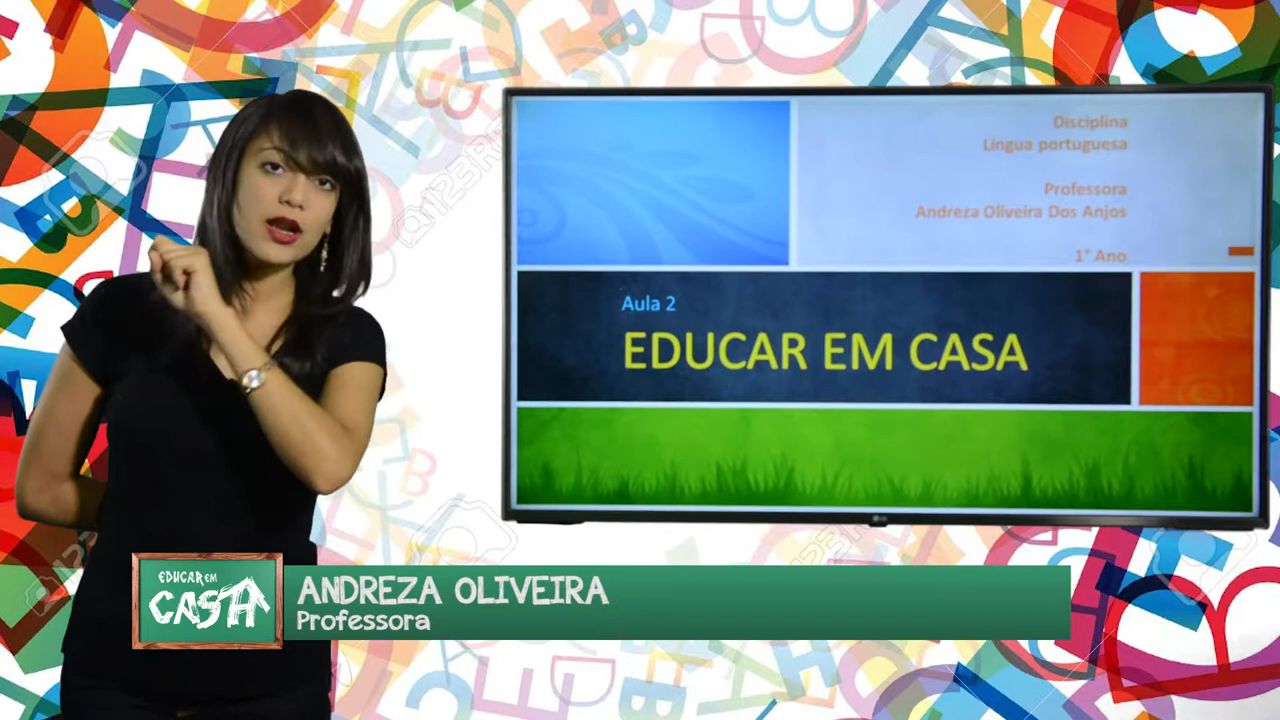 Disciplina
Língua portuguesa
Professora
Andreza Oliveira Dos Anjos
1° Ano
Aula 2
EDUCAR EM CASA
EDUCAR EM
CASA
ANDREZA OLIVEIRA
Professora
LG